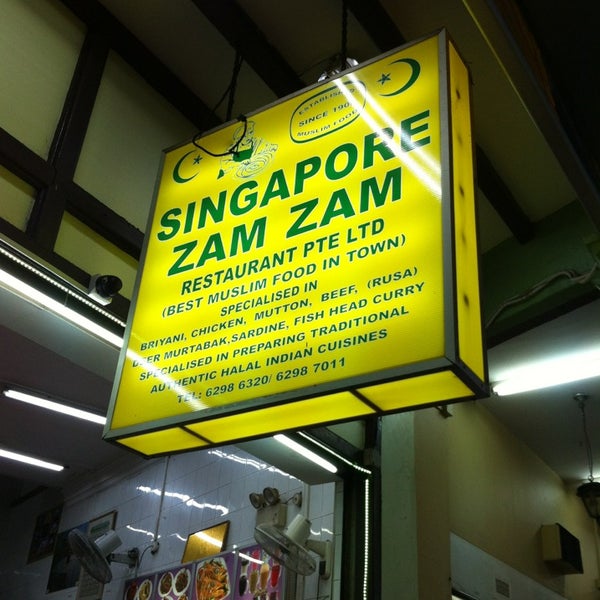 ESTABLISHED
SINCE 1908
MUSLIM FOOD
SINGAPORE
ZAM ZAM
RESTAURANT PTE LTD
(BEST MUSLIM FOOD IN TOWN)
SPECIALISED IN
BRIYANI, CHICKEN, MUTTON, BEEF, (RUSA)
DEER MURTABAK,SARDINE, FISH HEAD CURRY
SPECIALISED IN PREPARING TRADITIONAL
AUTHENTIC HALAL INDIAN CUISINES
TEL: 6298 6320/ 6298 7011